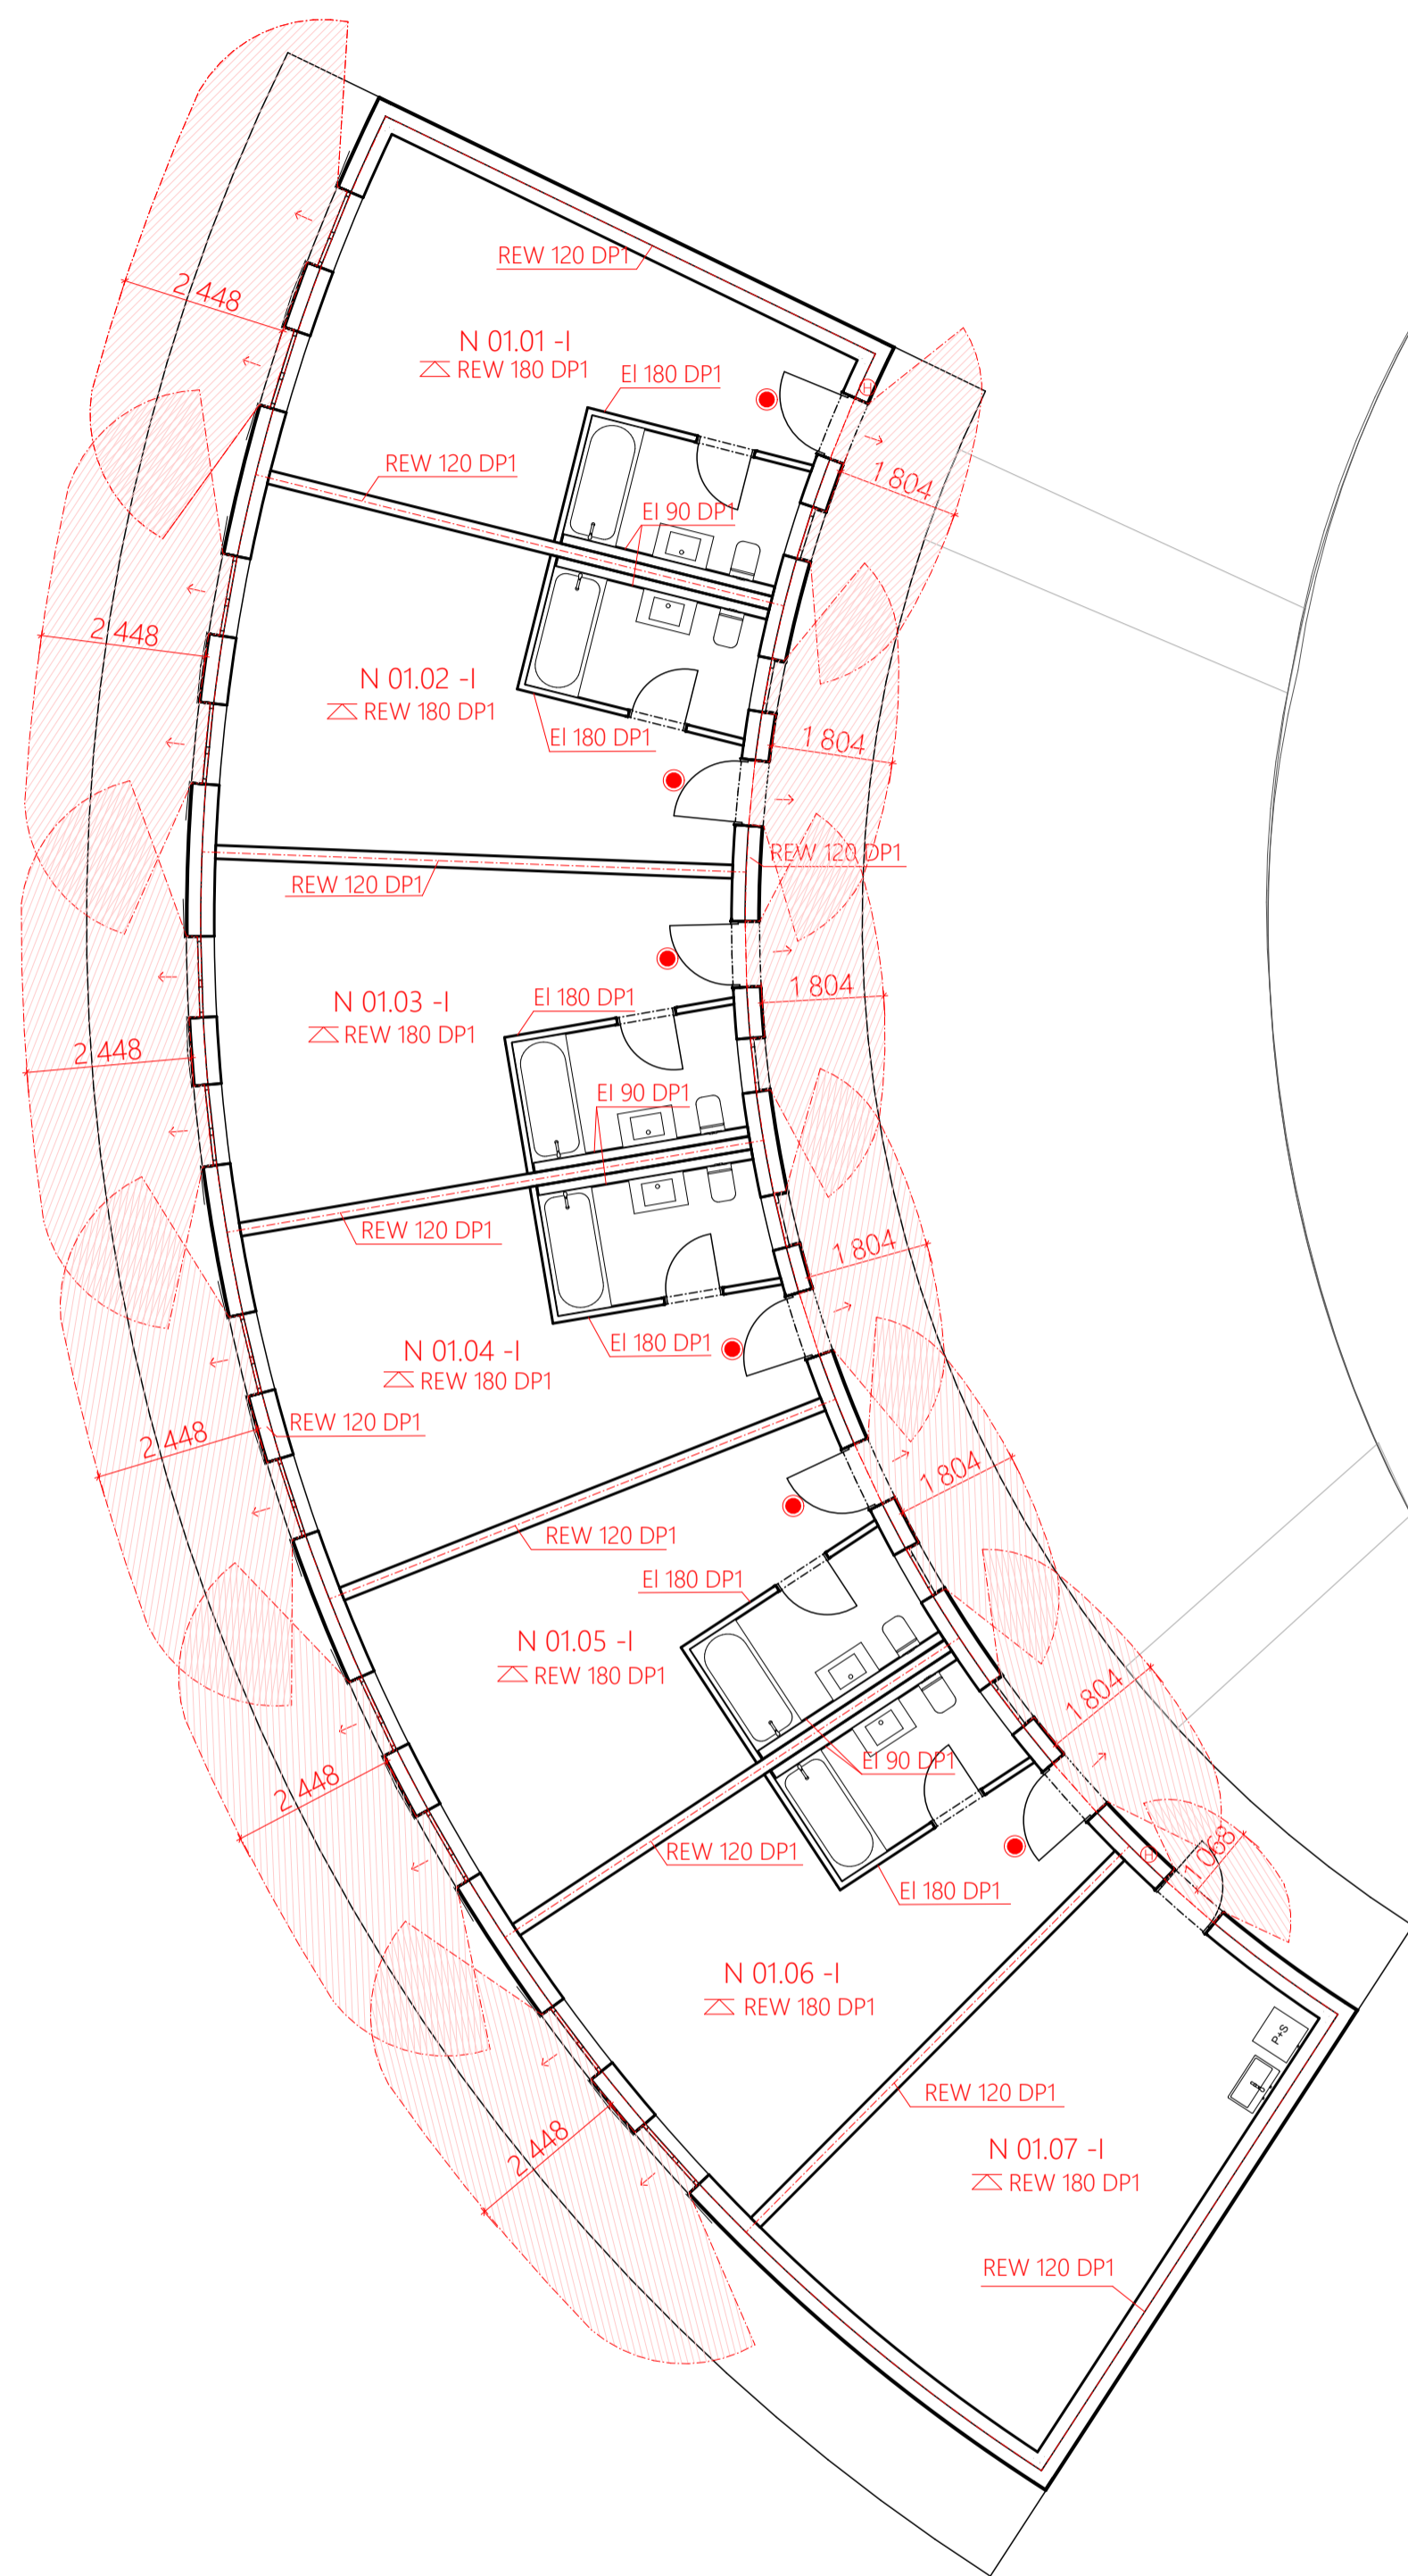 REW 120 DP1
2 448
N 01.01 -I
REW 180 DP1
EI 180 DP1
H
REW 120 DP1
1 804
EI 90 DP1
2 448
N 01.02 -I
REW 180 DP1
EI 180 DP1
1 804
REW 120 DP1
REW 120 DP1
N 01.03 -I
REW 180 DP1
EI 180 DP1
1 804
2 448
EI 90 DP1
REW 120 DP1
1 804
N 01.04 -I
REW 180 DP1
EI 180 DP1
2 448
REW 120 DP1
1 804
REW 120 DP1
EI 180 DP1
N 01.05 -I
REW 180 DP1
1 804
EI 90 DP1
2 448
REW 120 DP1
H
1 068
EI 180 DP1
N 01.06 -I
REW 180 DP1
P+S
REW 120 DP1
2 448
N 01.07 -I
REW 180 DP1
REW 120 DP1